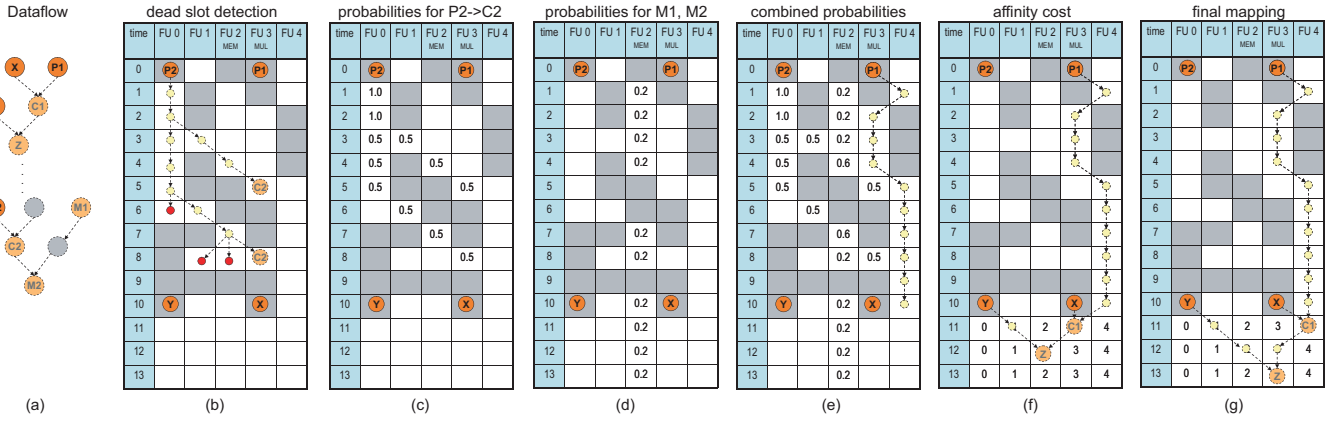 Dataflow
X P1
C1
Z
M1
C2
M2
(a)
dead slot detection
time FU 0 FU 1 FU 2 MEM FU 3 MUL FU 4
0 P2 P1
1
2
3
4
5 C2
6
7
8 C2
9
10 Y X
11
12
13
(b)
probabilities for P2->C2
time FU 0 FU 1 FU 2 MEM FU 3 MUL FU 4
0 P2 P1
1 1.0
2 1.0
3 0.5 0.5
4 0.5 0.5
5 0.5 0.5
6 0.5
7 0.5
8 0.5
9
10 Y X
11
12
13
(c)
probabilities for M1, M2
time FU 0 FU 1 FU 2 MEM FU 3 MUL FU 4
0 P2 P1
1 0.2
2 0.2
3 0.2
4 0.2
5
6
7 0.2
8 0.2
9
10 Y 0.2 X
11 0.2
12 0.2
13 0.2
(d)
combined probabilities
time FU 0 FU 1 FU 2 MEM FU 3 MUL FU 4
0 P2 P1
1 1.0 0.2
2 1.0 0.2
3 0.5 0.5 0.2
4 0.5 0.6
5 0.5 0.5
6 0.5
7 0.6
8 0.2 0.5
9
10 Y 0.2 X
11 0.2
12 0.2
13 0.2
(e)
affinity cost
time FU 0 FU 1 FU 2 MEM FU 3 MUL FU 4
0 P2 P1
1
2
3
4
5
6
7
8
9
10 Y X
11 0 2 C1 4
12 0 1 Z 3 4
13 0 1 2 3 4
(f)
final mapping
time FU 0 FU 1 FU 2 MEM FU 3 MUL FU 4
0 P2 P1
1
2
3
4
5
6
7
8
9
10 Y X
11 0 2 3 C1
12 0 1 4
13 0 1 2 Z 4
(g)